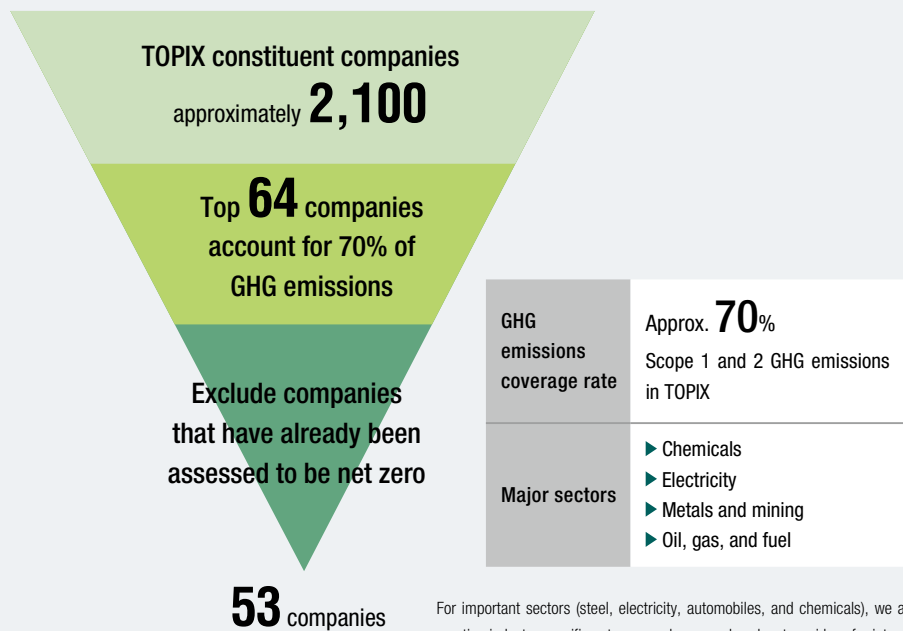 TOPIX constituent companies
approximately 2,100
Top 64 companies
account for 70% of
GHG emissions
Exclude companies
that have already been
assessed to be net zero
53 companies
GHG
emissions
coverage rate
Approx. 70%
Scope 1 and 2 GHG emissions
in TOPIX
Major sectors
▶ Chemicals
▶ Electricity
▶ Metals and mining
▶ Oil, gas, and fuel
For important sectors (steel, electricity, automobiles, and chemicals), we